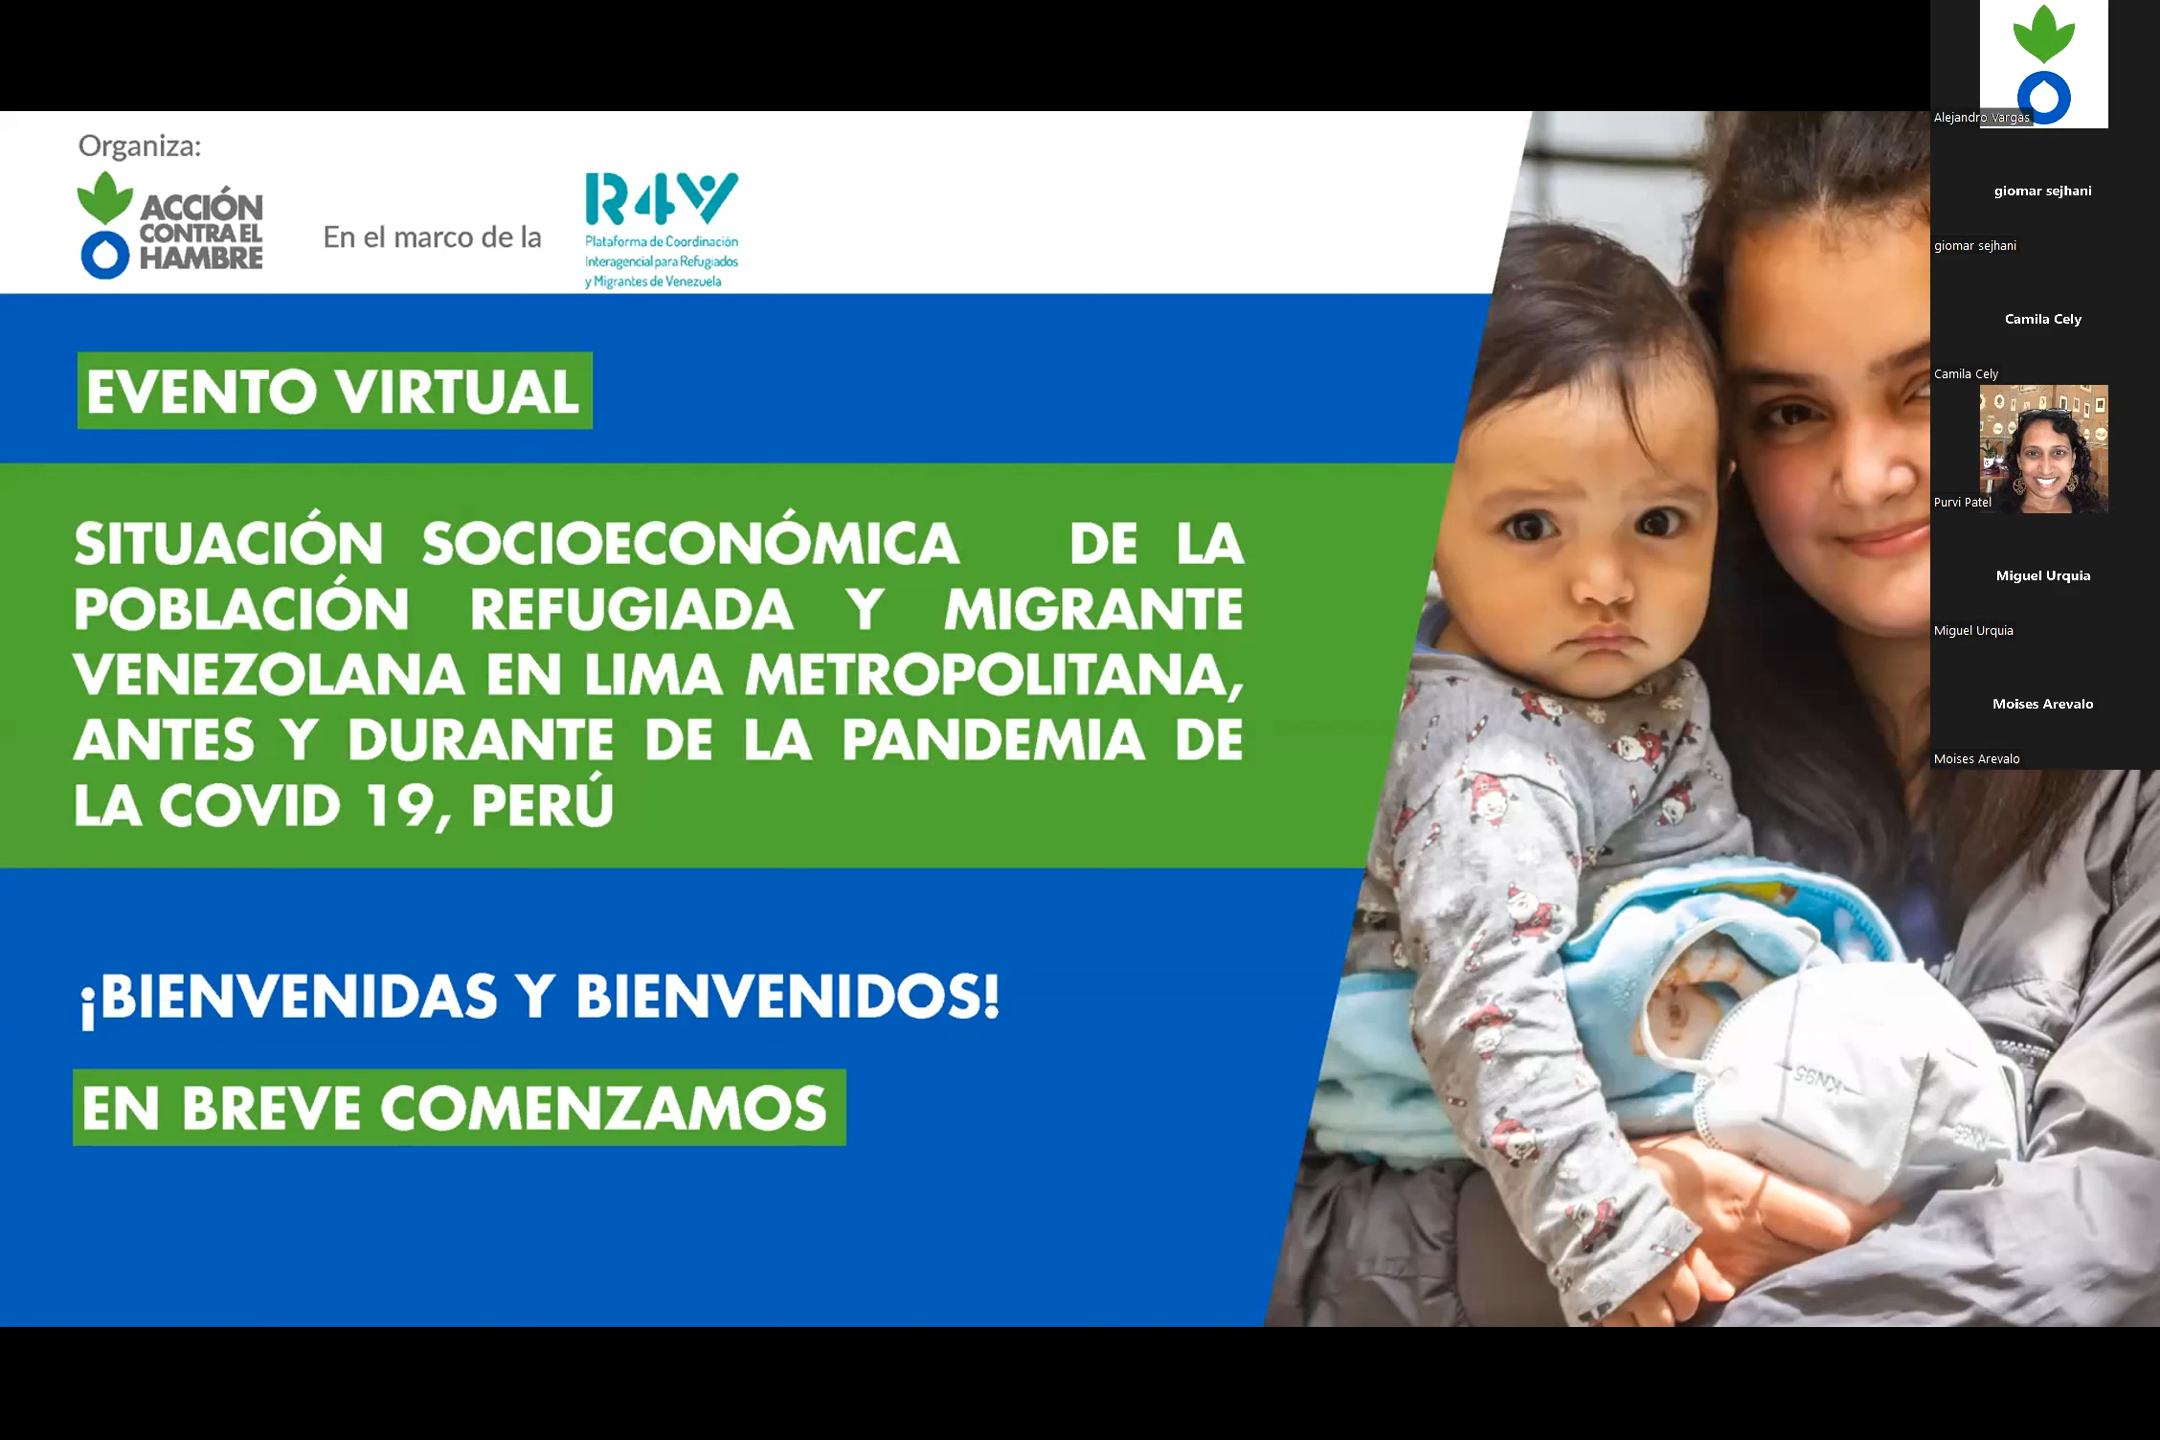 Organiza:
ACCIÓN
CONTRA EL
HAMBRE
En el marco de la
R4V
Plataforma de Coordinación
Interagencial para Refugiados
y Migrantes de Venezuela
EVENTO VIRTUAL
SITUACIÓN SOCIOECONÓMICA DE LA
POBLACIÓN REFUGIADA Y MIGRANTE
VENEZOLANA EN LIMA METROPOLITANA,
ANTES Y DURANTE DE LA PANDEMIA DE
LA COVID 19, PERÚ
¡BIENVENIDAS Y BIENVENIDOS!
EN BREVE COMENZAMOS
KN95
Alejandro Vargas
giomar sejhani
giomar sejhani
Camila Cely
Camila Cely
Purvi Patel
Miguel Urquia
Miguel Urquia
Moises Arevalo
Moises Arevalo